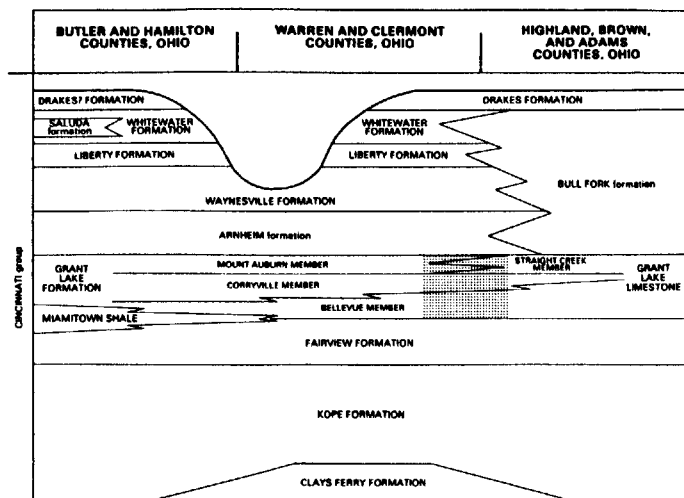 BUTLER AND HAMILTON
COUNTIES, OHIO
WARREN AND CLERMONT
COUNTIES, OHIO
HIGHLAND, BROWN,
AND ADAMS
COUNTIES, OHIO
DRAKES? FORMATION
DRAKES FORMATION
SALUDA
formation
WHITEWATER
FORMATION
WHITEWATER
FORMATION
LIBERTY FORMATION
LIBERTY FORMATION
BULL FORK formation
WAYNESVILLE FORMATION
ARNHEIM formation
CINCINNATI group
GRANT
LAKE
FORMATION
MOUNT AUBURN MEMBER
STRAIGHT CREEK
MEMBER
CORRYVILLE MEMBER
GRANT
LAKE
LIMESTONE
BELLEVUE MEMBER
MIAMITOWN SHALE
FAIRVIEW FORMATION
KOPE FORMATION
CLAYS FERRY FORMATION